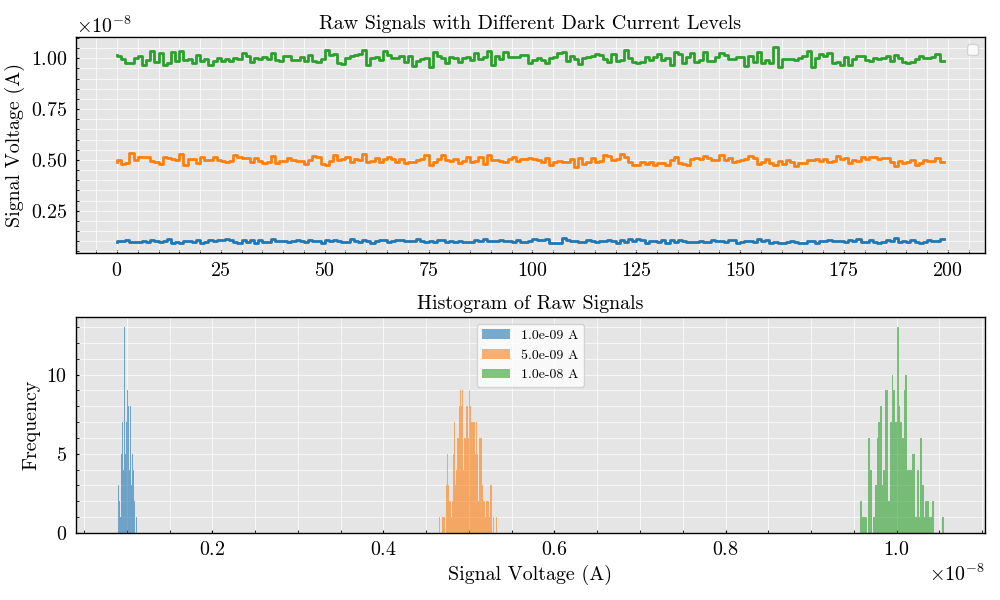 Raw Signals with Different Dark Current Levels
×10⁻⁸
Signal Voltage (A)
1.00
0.75
0.50
0.25
0 25 50 75 100 125 150 175 200
Histogram of Raw Signals
1.0e-09 A
5.0e-09 A
1.0e-08 A
Frequency
10
5
0
0.2 0.4 0.6 0.8 1.0
Signal Voltage (A)
×10⁻⁸